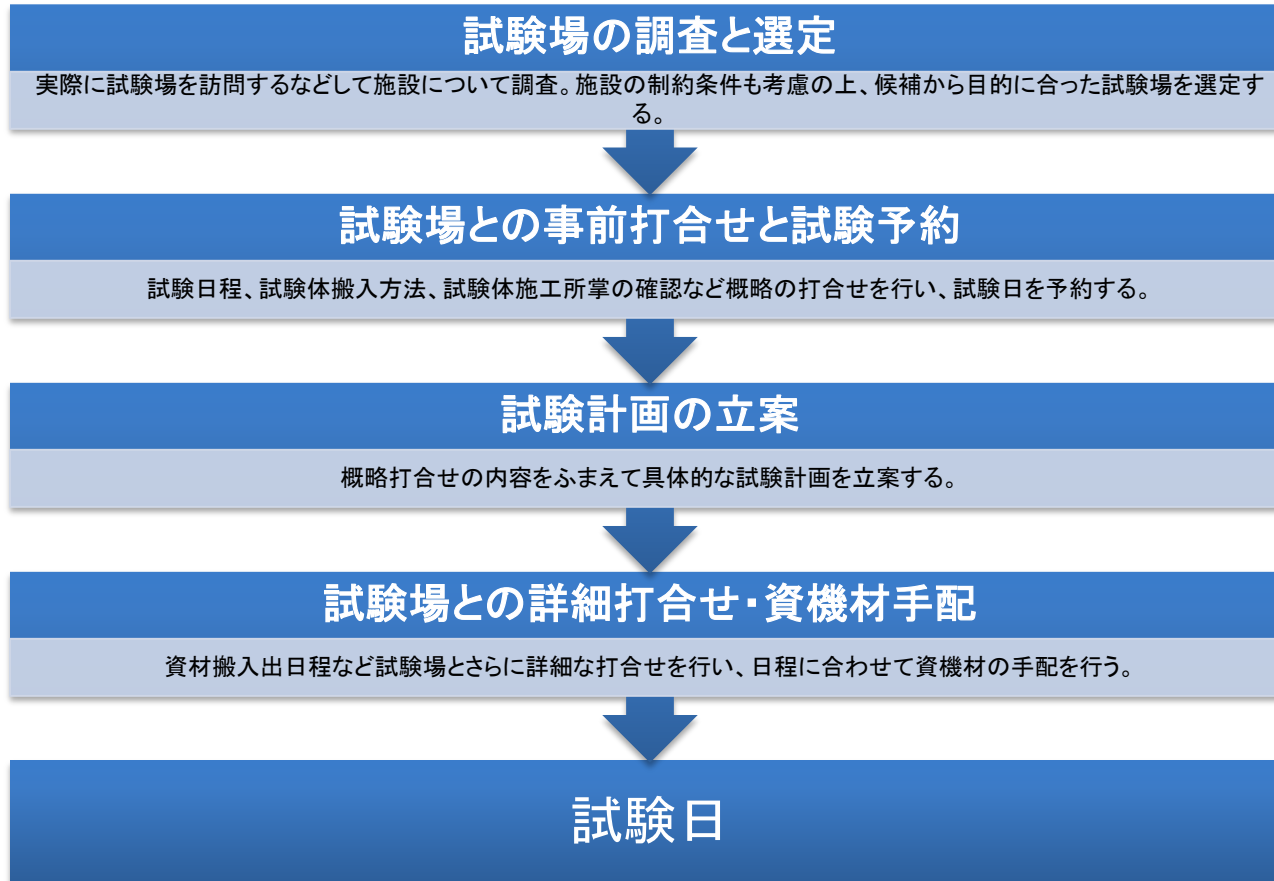 試験場の調査と選定
実際に試験場を訪問するなどして施設について調査。施設の制約条件も考慮の上、候補から目的に合った試験場を選定す
る。
試験場との事前打合せと試験予約
試験日程、試験体搬入方法、試験体施工所掌の確認など概略の打合せを行い、試験日を予約する。
試験計画の立案
概略打合せの内容をふまえて具体的な試験計画を立案する。
試験場との詳細打合せ・資機材手配
資材搬入出日程など試験場とさらに詳細な打合せを行い、日程に合わせて資機材の手配を行う。
試験日